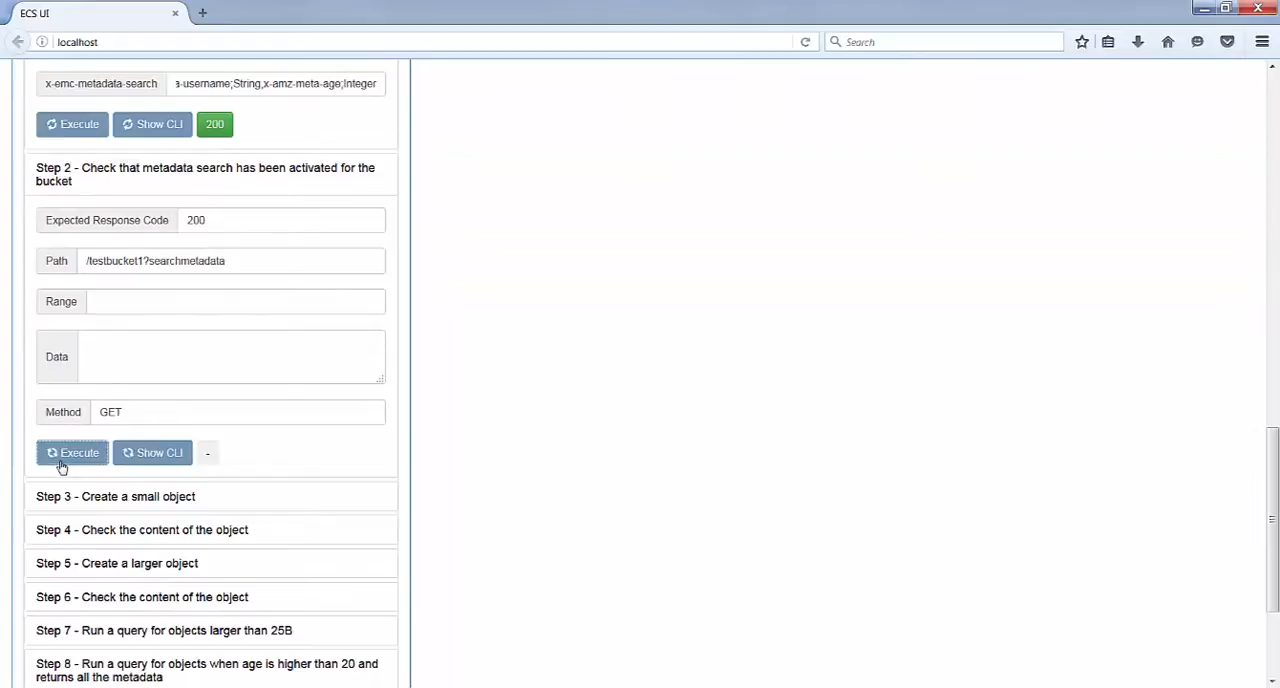 ECS UI
localhost
Search
x-emc-metadata-search
a-username;String,x-amz-meta-age;Integer
Execute
Show CLI
200
Step 2 - Check that metadata search has been activated for the
bucket
Expected Response Code
200
Path
/testbucket1?searchmetadata
Range
Data
Method
GET
Execute
Show CLI
-
Step 3 - Create a small object
Step 4 - Check the content of the object
Step 5 - Create a larger object
Step 6 - Check the content of the object
Step 7 - Run a query for objects larger than 25B
Step 8 - Run a query for objects when age is higher than 20 and
returns all the metadata